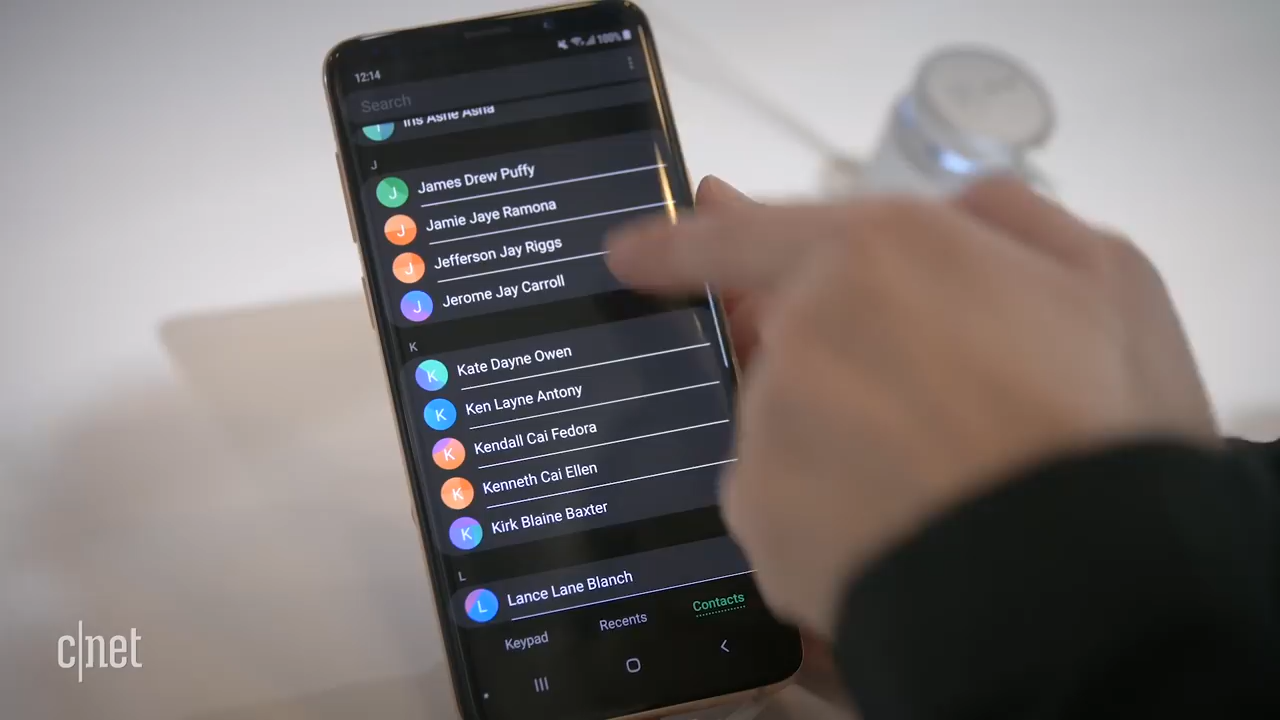 12:14
100%
Search
Iris Ashe Asha
J
J James Drew Puffy
J Jamie Jaye Ramona
J Jefferson Jay Riggs
J Jerome Jay Carroll
K
K Kate Dayne Owen
K Ken Layne Antony
K Kendall Cai Fedora
K Kenneth Cai Ellen
K Kirk Blaine Baxter
L
L Lance Lane Blanch
Keypad Recents Contacts
c|net